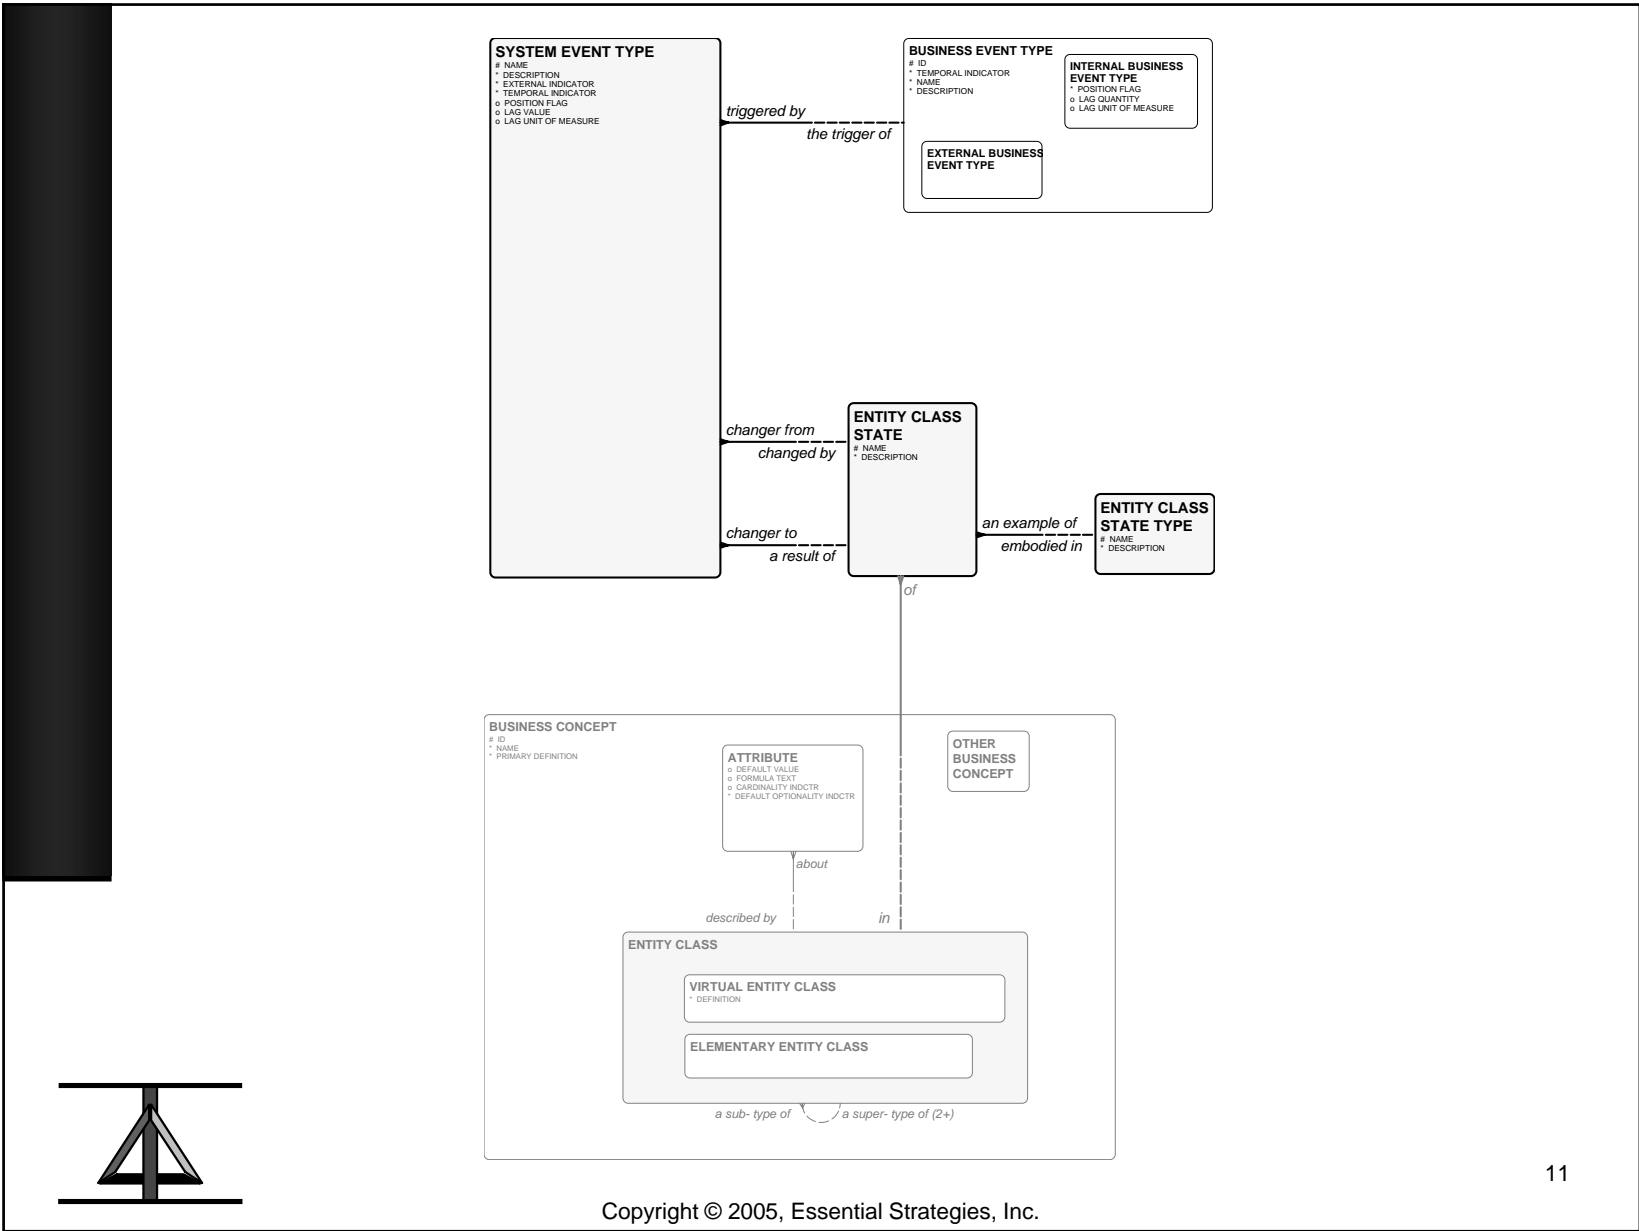 SYSTEM EVENT TYPE
# NAME
* DESCRIPTION
* EXTERNAL INDICATOR
* TEMPORAL INDICATOR
o POSITION FLAG
o LAG VALUE
o LAG UNIT OF MEASURE
triggered by
the trigger of
BUSINESS EVENT TYPE
# ID
* TEMPORAL INDICATOR
* NAME
* DESCRIPTION
INTERNAL BUSINESS
EVENT TYPE
* POSITION FLAG
o LAG QUANTITY
o LAG UNIT OF MEASURE
EXTERNAL BUSINESS
EVENT TYPE
changer from
changed by
changer to
a result of
ENTITY CLASS
STATE
# NAME
* DESCRIPTION
an example of
embodied in
ENTITY CLASS
STATE TYPE
# NAME
* DESCRIPTION
of
BUSINESS CONCEPT
# ID
* NAME
* PRIMARY DEFINITION
ATTRIBUTE
o DEFAULT VALUE
o FORMULA TEXT
o CARDINALITY INDCTR
* DEFAULT OPTIONALITY INDCTR
OTHER
BUSINESS
CONCEPT
about
described by
in
ENTITY CLASS
VIRTUAL ENTITY CLASS
* DEFINITION
ELEMENTARY ENTITY CLASS
a sub- type of
a super- type of (2+)
11
Copyright © 2005, Essential Strategies, Inc.